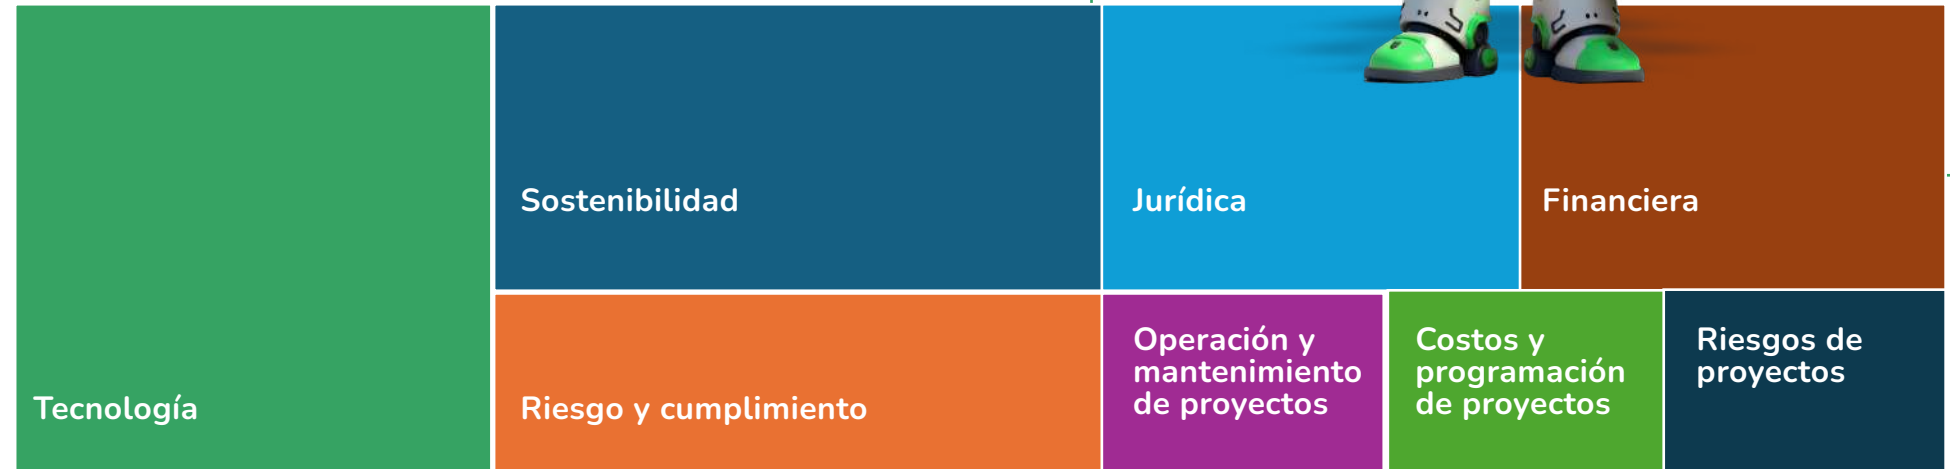 Sostenibilidad
Jurídica
Financiera
Tecnología
Riesgo y cumplimiento
Operación y
mantenimiento
de proyectos
Costos y
programación
de proyectos
Riesgos de
proyectos